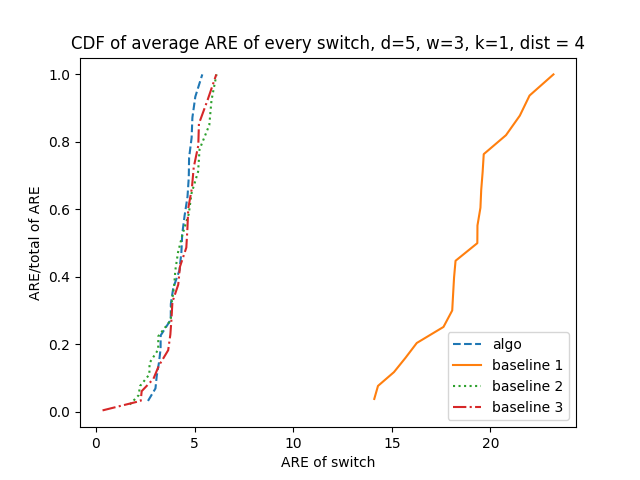 CDF of average ARE of every switch, d=5, w=3, k=1, dist = 4
1.0
0.8
0.6
0.4
0.2
0.0
ARE/total of ARE
0
5
10
15
20
ARE of switch
algo
baseline 1
baseline 2
baseline 3